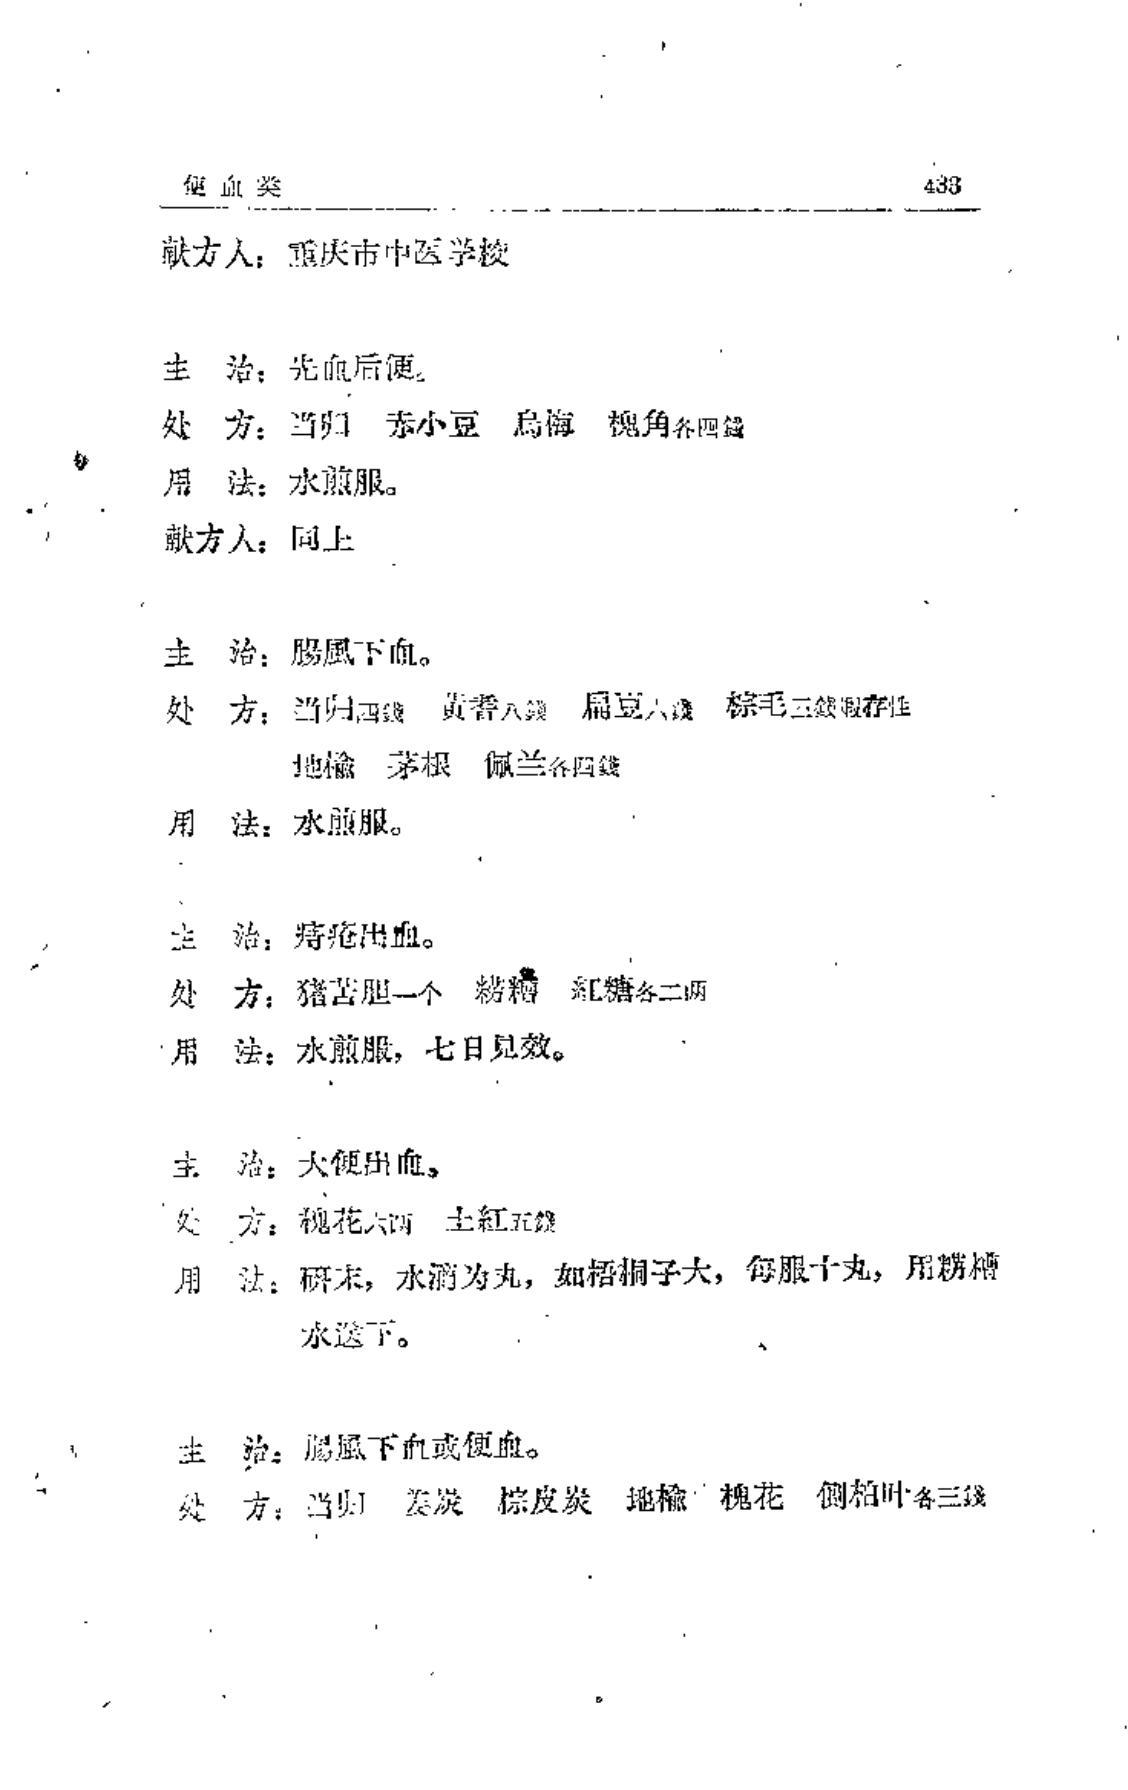 便血类 433
献方人：重庆市中医学校
主 治：先血后便。
处 方：当归 赤小豆 乌梅 槐角各四錢
用 法：水煎服。
献方人：同上
主 治：腸風下血。
处 方：当归四錢 黄耆八錢 扁豆八錢 棕毛三錢煅存性
地榆 茅根 佩兰各四錢
用 法：水煎服。
主 治：痔疮出血。
处 方：猪苦胆一个 糟 紅糖各二两
用 法：水煎服，七日見效。
主 治：大便出血。
处 方：槐花六两 土紅五錢
用 法：研末，水滴为丸，如梧桐子大，每服十丸，用糟
水送下。
主 治：腸風下血或便血。
处 方：当归 姜炭 棕皮炭 地榆 槐花 側柏叶各三錢